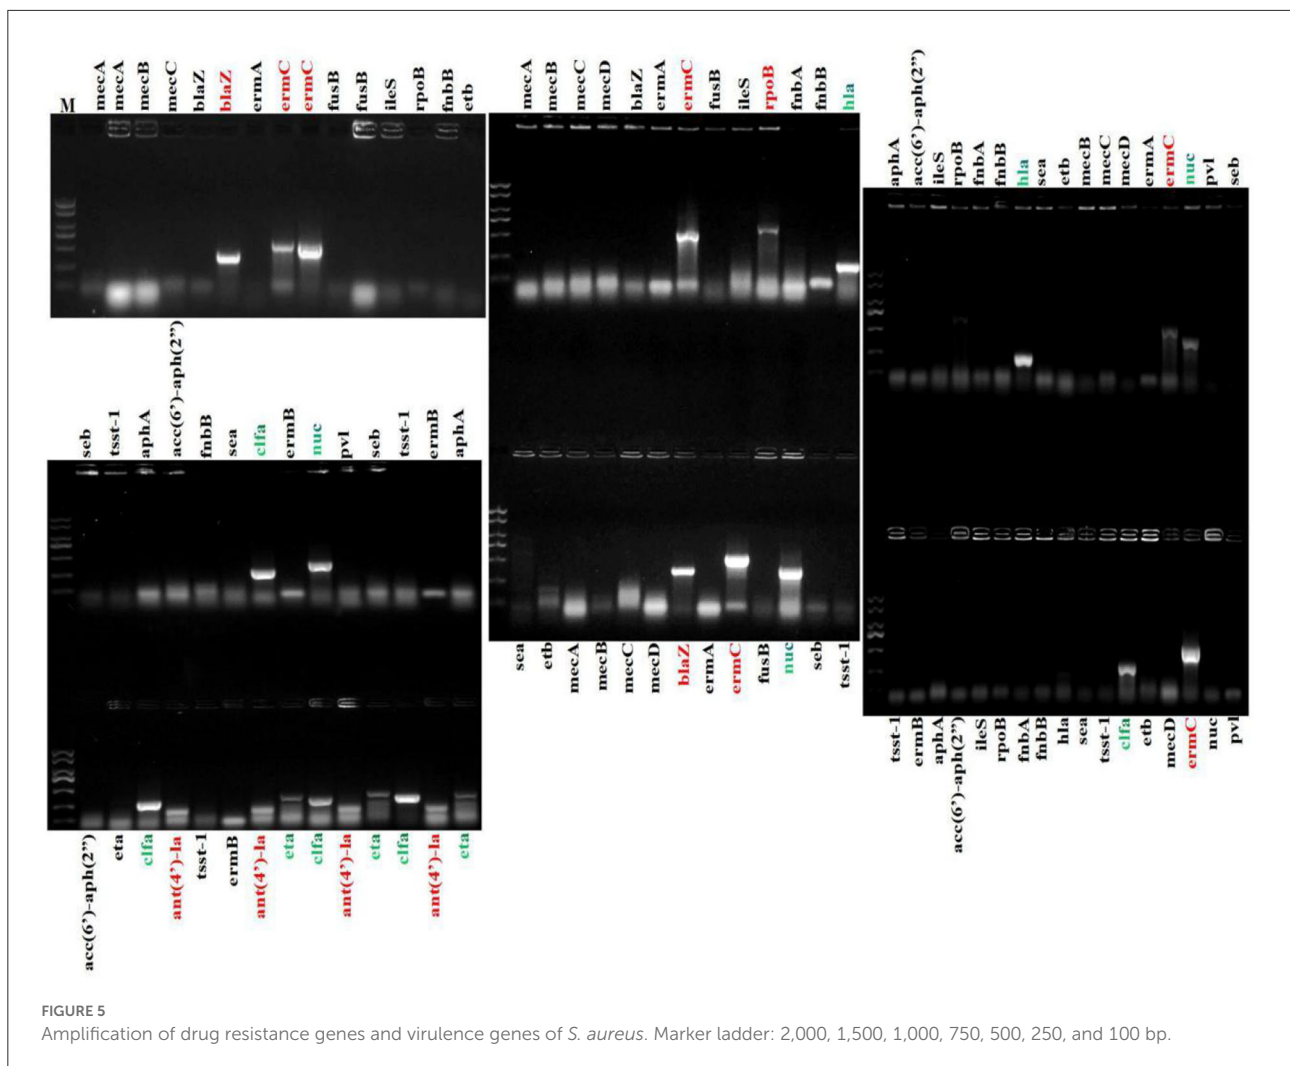 M
mecA
mecA
mecB
mecC
blaZ
blaZ
ermA
ermC
ermC
fusB
fusB
ileS
rpoB
fnbB
etb
seb
tsst-1
aphA
acc(6’)-aph(2”)
fnbB
sea
clfa
ermB
nuc
pvl
seb
tsst-1
ermB
aphA
acc(6’)-aph(2”)
eta
clfa
ant(4’)-la
tsst-1
ermB
ant(4’)-la
eta
clfa
ant(4’)-la
eta
clfa
ant(4’)-la
eta
mecA
mecB
mecC
mecD
blaZ
ermA
ermC
fusB
ileS
rpoB
fnbA
fnbB
hla
sea
etb
mecA
mecB
mecC
mecD
blaZ
ermA
ermC
fusB
nuc
seb
tsst-1
aphA
acc(6’)-aph(2”)
ileS
rpoB
fnbA
fnbB
hla
sea
etb
mecB
mecC
mecD
ermA
ermC
nuc
pvl
seb
tsst-1
ermB
aphA
acc(6’)-aph(2”)
ileS
rpoB
fnbA
fnbB
hla
sea
tsst-1
clfa
etb
mecD
ermC
nuc
pvl
FIGURE 5
Amplification of drug resistance genes and virulence genes of S. aureus. Marker ladder: 2,000, 1,500, 1,000, 750, 500, 250, and 100 bp.